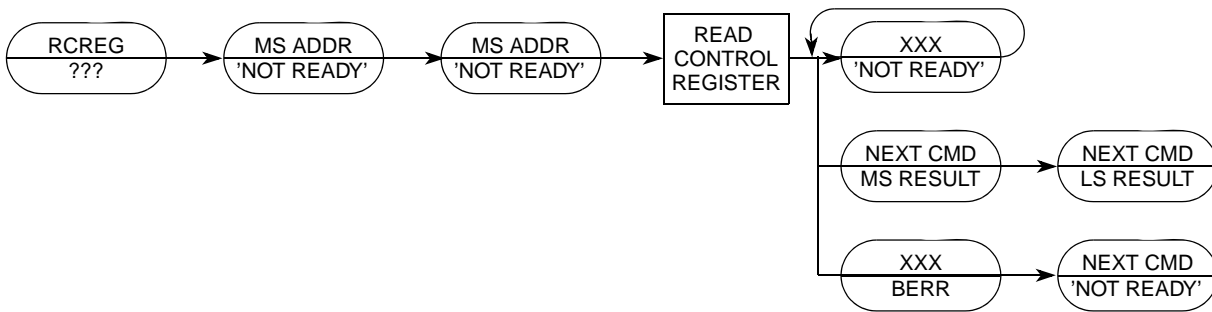 RCREG
???
MS ADDR
'NOT READY'
MS ADDR
'NOT READY'
READ
CONTROL
REGISTER
XXX
'NOT READY'
NEXT CMD
MS RESULT
NEXT CMD
LS RESULT
XXX
BERR
NEXT CMD
'NOT READY'